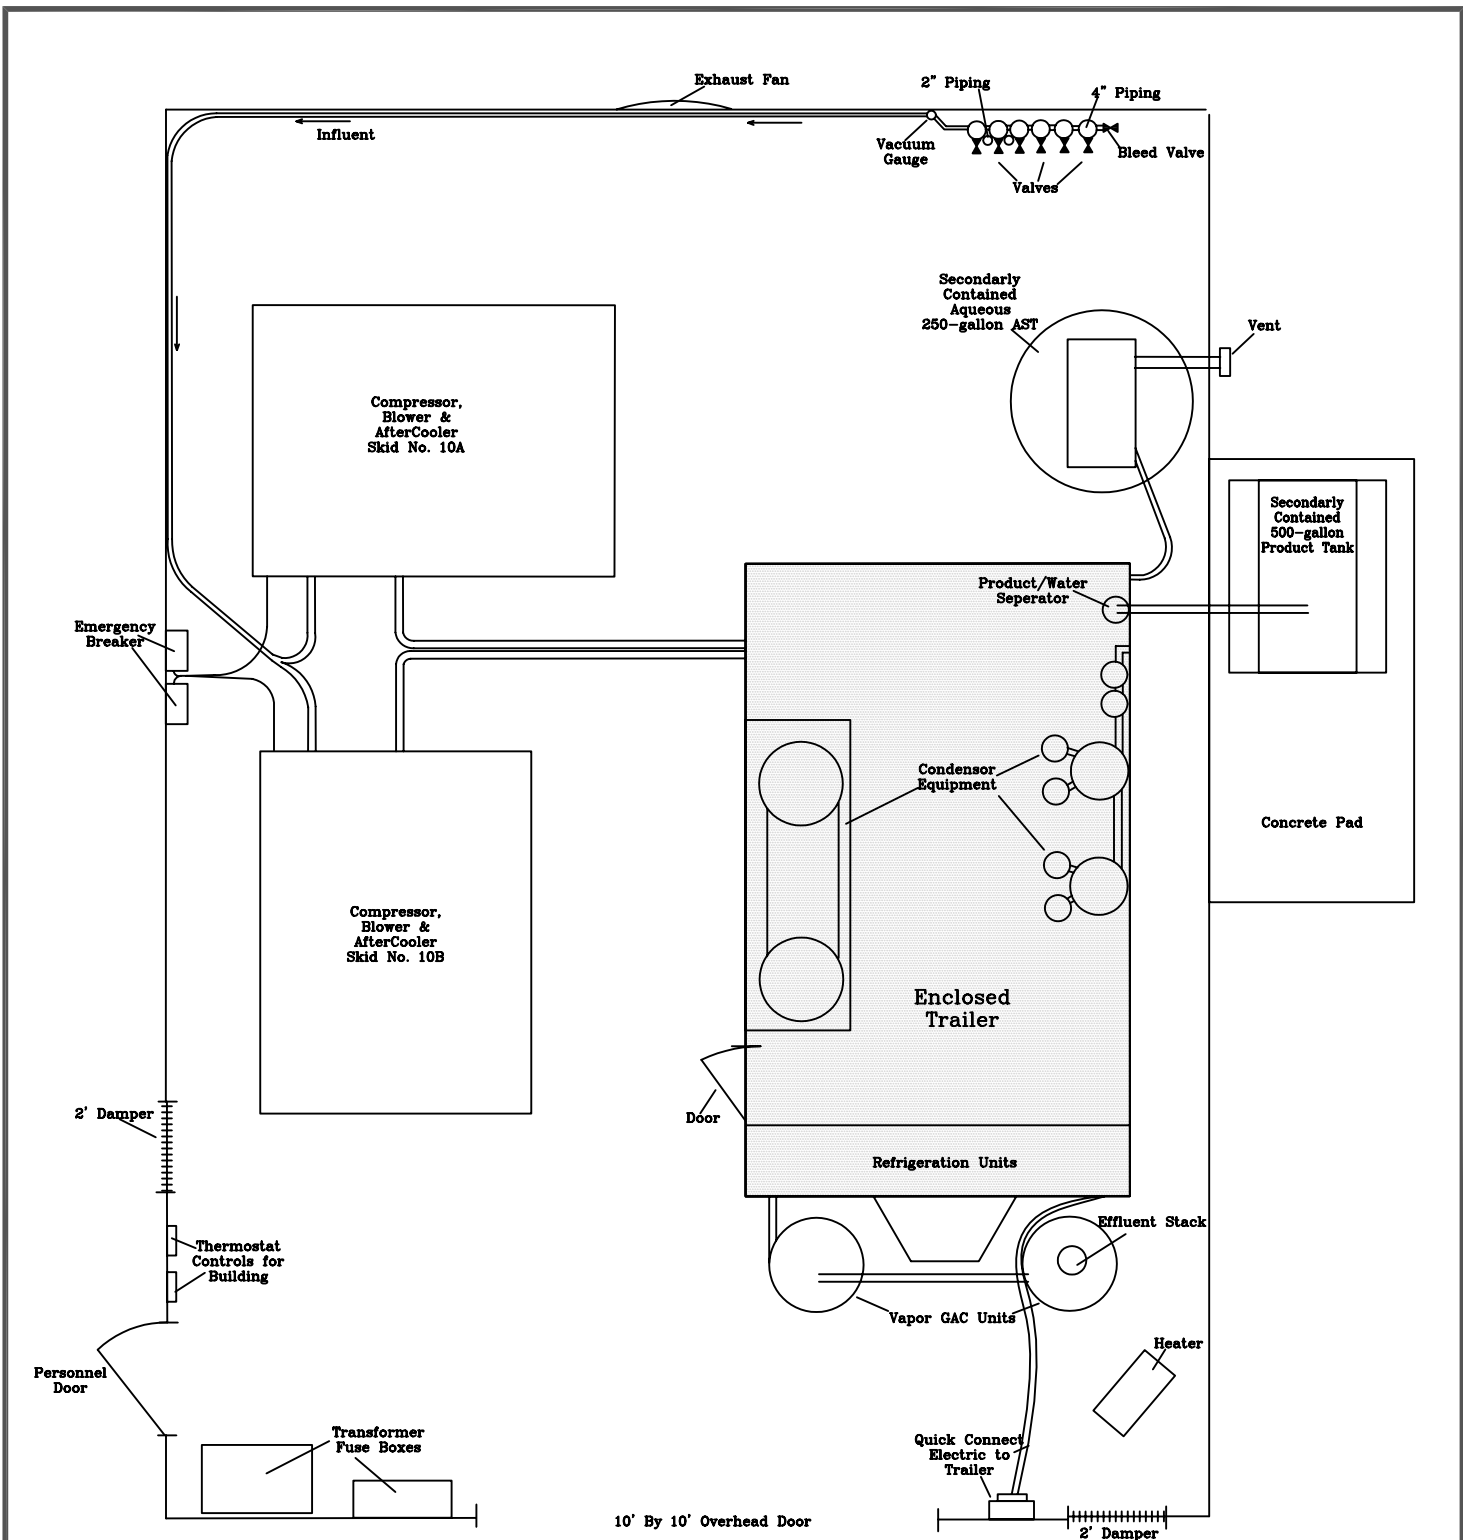 Exhaust Fan
2" Piping
4" Piping
Influent
Vacuum
Gauge
Bleed Valve
Valves
Secondarly
Contained
Aqueous
250-gallon AST
Vent
Compressor,
Blower &
AfterCooler
Skid No. 10A
Secondarly
Contained
500-gallon
Product Tank
Product/Water
Seperator
Emergency
Breaker
Condensor
Equipment
Concrete Pad
Compressor,
Blower &
AfterCooler
Skid No. 10B
Enclosed
Trailer
2' Damper
Door
Refrigeration Units
Effluent Stack
Thermostat
Controls for
Building
Vapor GAC Units
Heater
Personnel
Door
Transformer
Fuse Boxes
Quick Connect
Electric to
Trailer
10' By 10' Overhead Door
2' Damper